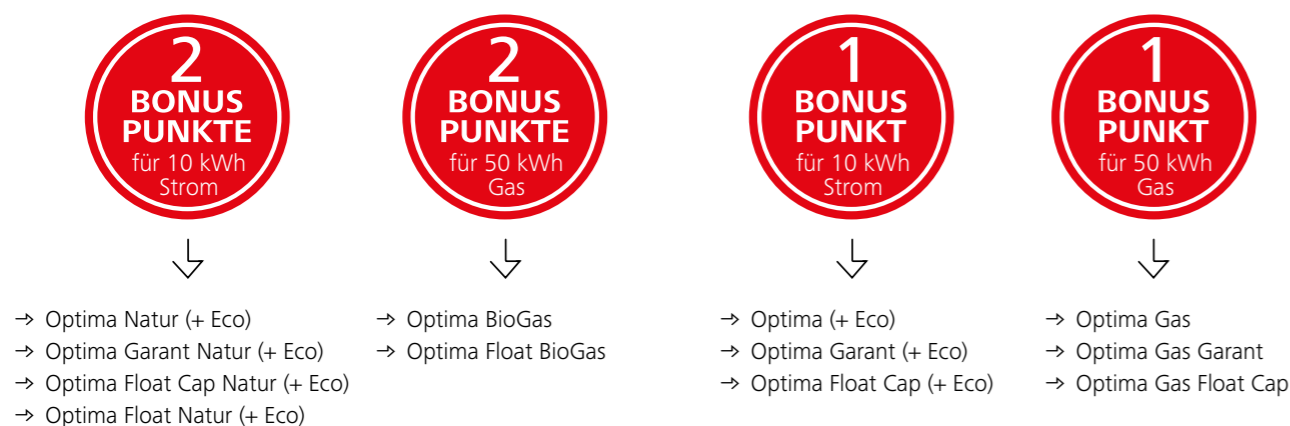 2
BONUS
PUNKTE
für 10 kWh
Strom
2
BONUS
PUNKTE
für 50 kWh
Gas
1
BONUS
PUNKT
für 10 kWh
Strom
1
BONUS
PUNKT
für 50 kWh
Gas
→ Optima Natur (+ Eco)
→ Optima Garant Natur (+ Eco)
→ Optima Float Cap Natur (+ Eco)
→ Optima Float Natur (+ Eco)
→ Optima BioGas
→ Optima Float BioGas
→ Optima (+ Eco)
→ Optima Garant (+ Eco)
→ Optima Float Cap (+ Eco)
→ Optima Gas
→ Optima Gas Garant
→ Optima Gas Float Cap